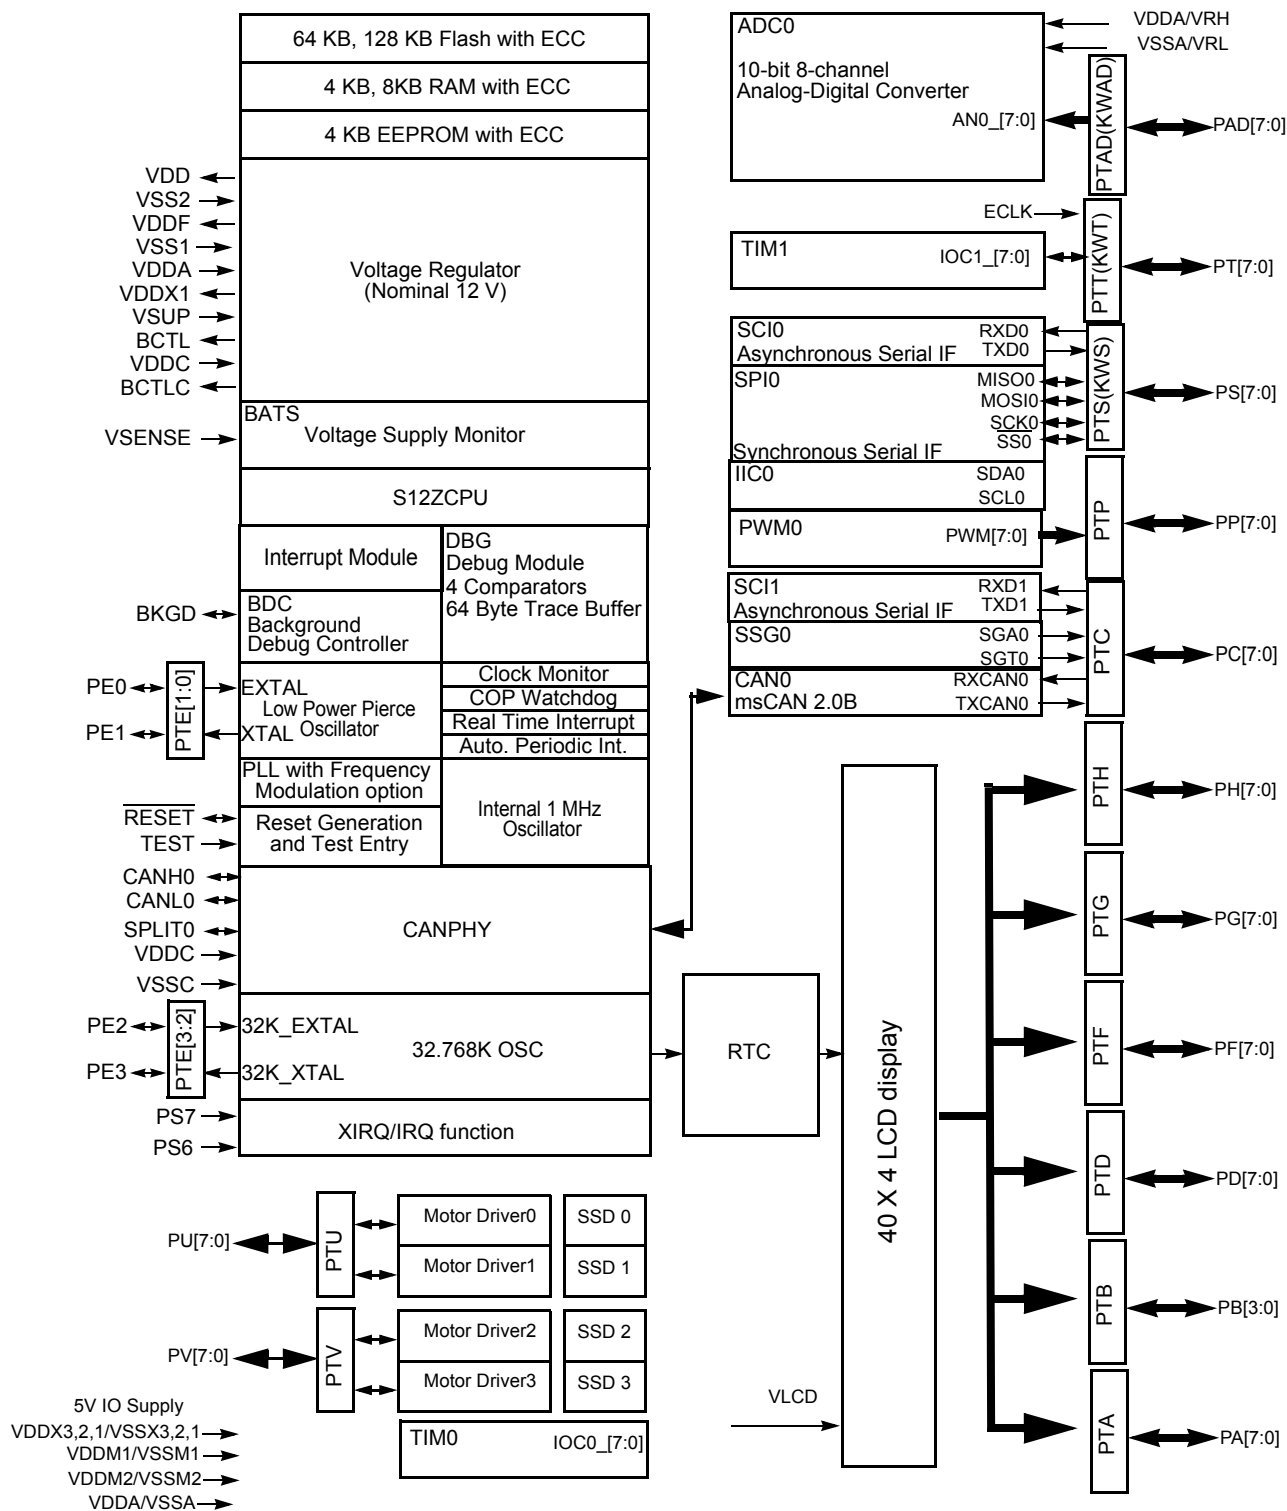 64 KB, 128 KB Flash with ECC
4 KB, 8KB RAM with ECC
4 KB EEPROM with ECC
VDD
VSS2
VDDF
VSS1
VDDA
VDDX1
VSUP
BCTL
VDDC
BCTLC
Voltage Regulator
(Nominal 12 V)
VSENSE
BATS
Voltage Supply Monitor
S12ZCPU
Interrupt Module
DBG
Debug Module
4 Comparators
64 Byte Trace Buffer
BKGD
BDC
Background
Debug Controller
PE0
PE1
PTE[1:0]
EXTAL
Low Power Pierce
Oscillator
XTAL
Clock Monitor
COP Watchdog
Real Time Interrupt
Auto. Periodic Int.
PLL with Frequency
Modulation option
Internal 1 MHz
Oscillator
RESET
TEST
Reset Generation
and Test Entry
CANH0
CANL0
SPLIT0
VDDC
VSSC
CANPHY
PE2
PE3
PTE[3:2]
32K_EXTAL
32.768K OSC
32K_XTAL
PS7
PS6
XIRQ/IRQ function
PU[7:0]
PTU
Motor Driver0
SSD 0
Motor Driver1
SSD 1
PV[7:0]
PTV
Motor Driver2
SSD 2
Motor Driver3
SSD 3
5V IO Supply
VDDX3,2,1/VSSX3,2,1
VDDM1/VSSM1
VDDM2/VSSM2
VDDA/VSSA
TIM0
IOC0_[7:0]
ADC0
10-bit 8-channel
Analog-Digital Converter
AN0_[7:0]
VDDA/VRH
VSSA/VRL
PTAD(KWAD)
PAD[7:0]
ECLK
TIM1
IOC1_[7:0]
PTT(KWT)
PT[7:0]
SCI0
Asynchronous Serial IF
RXD0
TXD0
SPI0
Synchronous Serial IF
MISO0
MOSI0
SCK0
SS0
PTS(KWS)
PS[7:0]
IIC0
SDA0
SCL0
PWM0
PWM[7:0]
PTP
PP[7:0]
SCI1
Asynchronous Serial IF
RXD1
TXD1
SSG0
SGA0
SGT0
CAN0
msCAN 2.0B
RXCAN0
TXCAN0
PTC
PC[7:0]
RTC
40 X 4 LCD display
VLCD
PTH
PH[7:0]
PTG
PG[7:0]
PTF
PF[7:0]
PTD
PD[7:0]
PTB
PB[3:0]
PTA
PA[7:0]